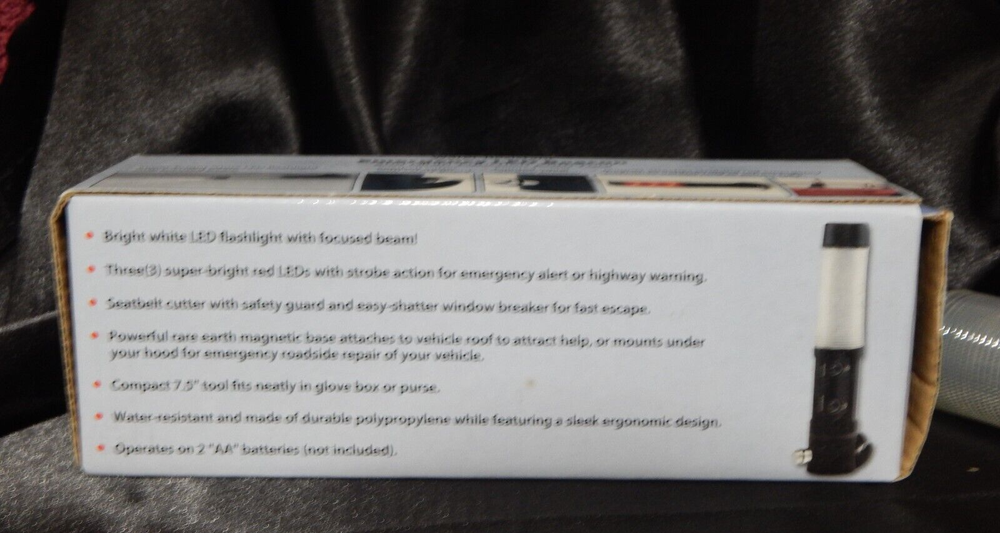 Emergency LED Beacon
Bright white LED flashlight with focused beam!
Three(3) super-bright red LEDs with strobe action for emergency alert or highway warning.
Seatbelt cutter with safety guard and easy-shatter window breaker for fast escape.
Powerful rare earth magnetic base attaches to vehicle roof to attract help, or mounts under
your hood for emergency roadside repair of your vehicle.
Compact 7.5" tool fits neatly in glove box or purse.
Water-resistant and made of durable polypropylene while featuring a sleek ergonomic design.
Operates on 2 "AA" batteries (not included).